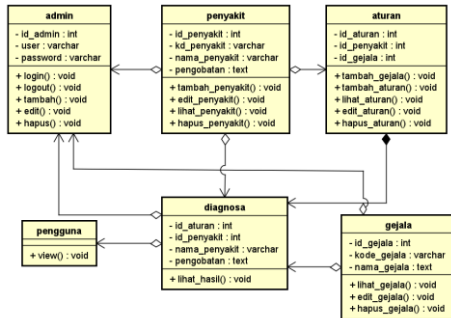 admin
- id_admin : int
- user : varchar
- password : varchar
+ login() : void
+ logout() : void
+ tambah() : void
+ edit() : void
+ hapus() : void
penyakit
- id_penyakit : int
- kd_penyakit : varchar
- nama_penyakit : varchar
- pengobatan : text
+ tambah_penyakit() : void
+ edit_penyakit() : void
+ lihat_penyakit() : void
+ hapus_penyakit() : void
aturan
- id_aturan : int
- id_penyakit : int
- id_gejala : int
+ tambah_gejala() : void
+ tambah_aturan() : void
+ lihat_aturan() : void
+ edit_aturan() : void
+ hapus_aturan() : void
pengguna
+ view() : void
diagnosa
- id_aturan : int
- id_penyakit : int
- nama_penyakit : varchar
- pengobatan : text
+ lihat_hasil() : void
gejala
- id_gejala : int
- kode_gejala : varchar
- nama_gejala : text
+ lihat_gejala() : void
+ edit_gejala() : void
+ hapus_gejala() : void